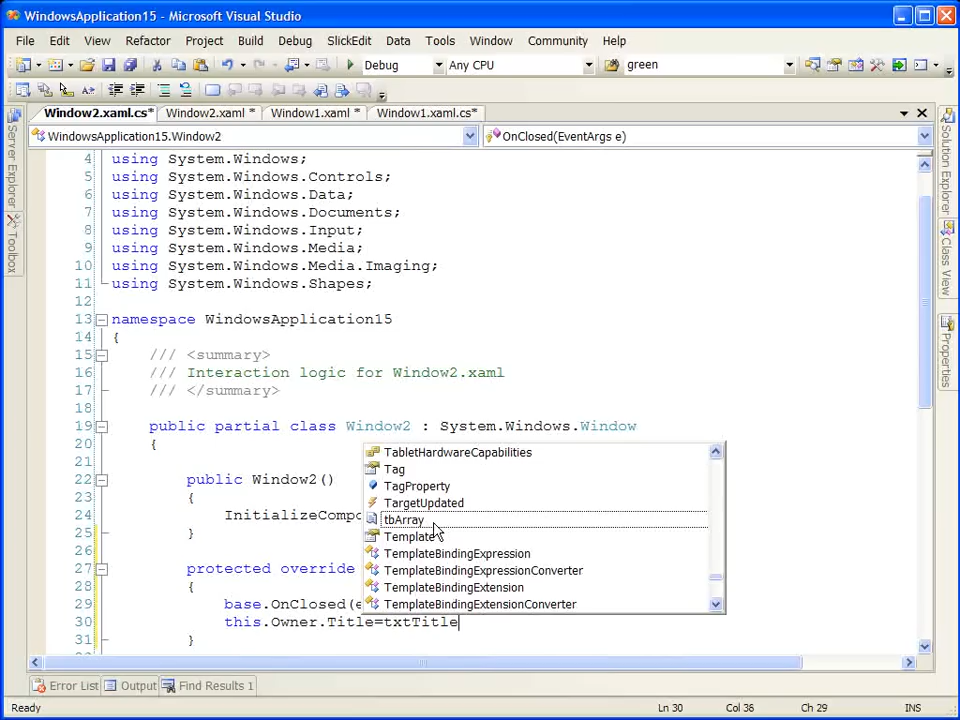 WindowsApplication15 - Microsoft Visual Studio
File Edit View Refactor Project Build Debug SlickEdit Data Tools Window Community Help
Debug Any CPU green
Window2.xaml.cs* Window2.xaml * Window1.xaml * Window1.xaml.cs*
WindowsApplication15.Window2 OnClosed(EventArgs e)
4 using System.Windows;
5 using System.Windows.Controls;
6 using System.Windows.Data;
7 using System.Windows.Documents;
8 using System.Windows.Input;
9 using System.Windows.Media;
10 using System.Windows.Media.Imaging;
11 using System.Windows.Shapes;
12
13 namespace WindowsApplication15
14 {
15 /// <summary>
16 /// Interaction logic for Window2.xaml
17 /// </summary>
18
19 public partial class Window2 : System.Windows.Window
20 {
21
22 public Window2()
23 {
24 InitializeCompo
25 }
26
27 protected override
28 {
29 base.OnClosed(e
30 this.Owner.Title=txtTitle
31 }
TabletHardwareCapabilities
Tag
TagProperty
TargetUpdated
tbArray
Template
TemplateBindingExpression
TemplateBindingExpressionConverter
TemplateBindingExtension
TemplateBindingExtensionConverter
Server Explorer
Toolbox
Solution Explorer
Class View
Properties
Error List Output Find Results 1
Ready Ln 30 Col 36 Ch 29 INS